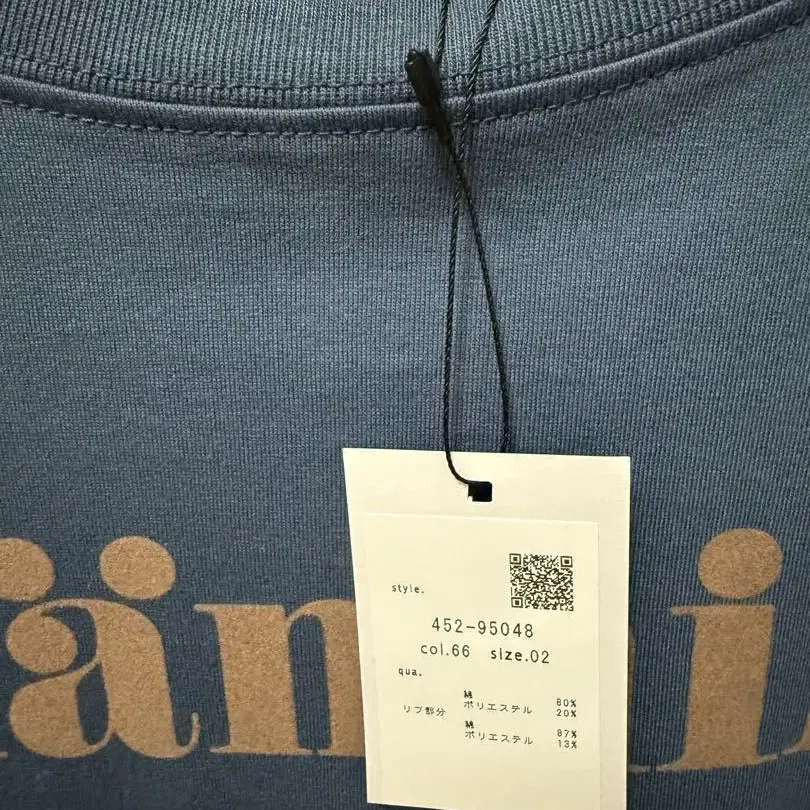 style.
452-95048
col.66 size.02
qua.
綿 80%
ポリエステル 20%
リブ部分
綿 87%
ポリエステル 13%
än
i